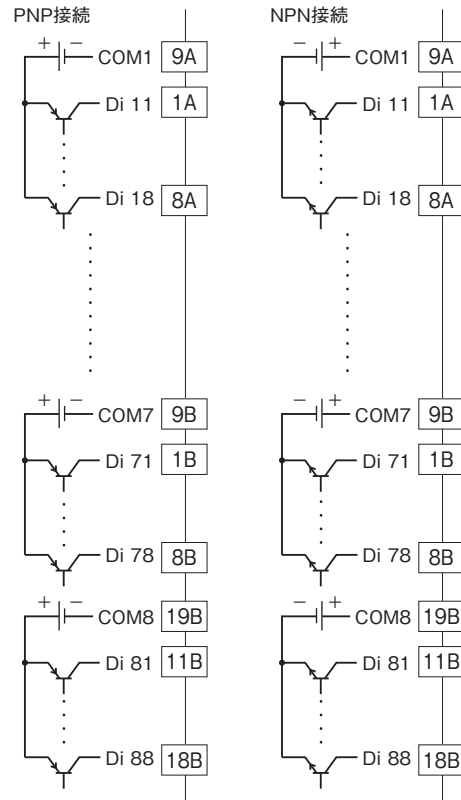 PNP接続
+ − COM1 9A
Di 11 1A
Di 18 8A
+ − COM7 9B
Di 71 1B
Di 78 8B
+ − COM8 19B
Di 81 11B
Di 88 18B
NPN接続
− + COM1 9A
Di 11 1A
Di 18 8A
− + COM7 9B
Di 71 1B
Di 78 8B
− + COM8 19B
Di 81 11B
Di 88 18B